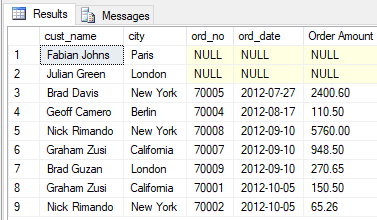 Results Messages
cust_name city ord_no ord_date Order Amount
1 Fabian Johns Paris NULL NULL NULL
2 Julian Green London NULL NULL NULL
3 Brad Davis New York 70005 2012-07-27 2400.60
4 Geoff Camero Berlin 70004 2012-08-17 110.50
5 Nick Rimando New York 70008 2012-09-10 5760.00
6 Graham Zusi California 70007 2012-09-10 948.50
7 Brad Guzan London 70009 2012-09-10 270.65
8 Graham Zusi California 70001 2012-10-05 150.50
9 Nick Rimando New York 70002 2012-10-05 65.26